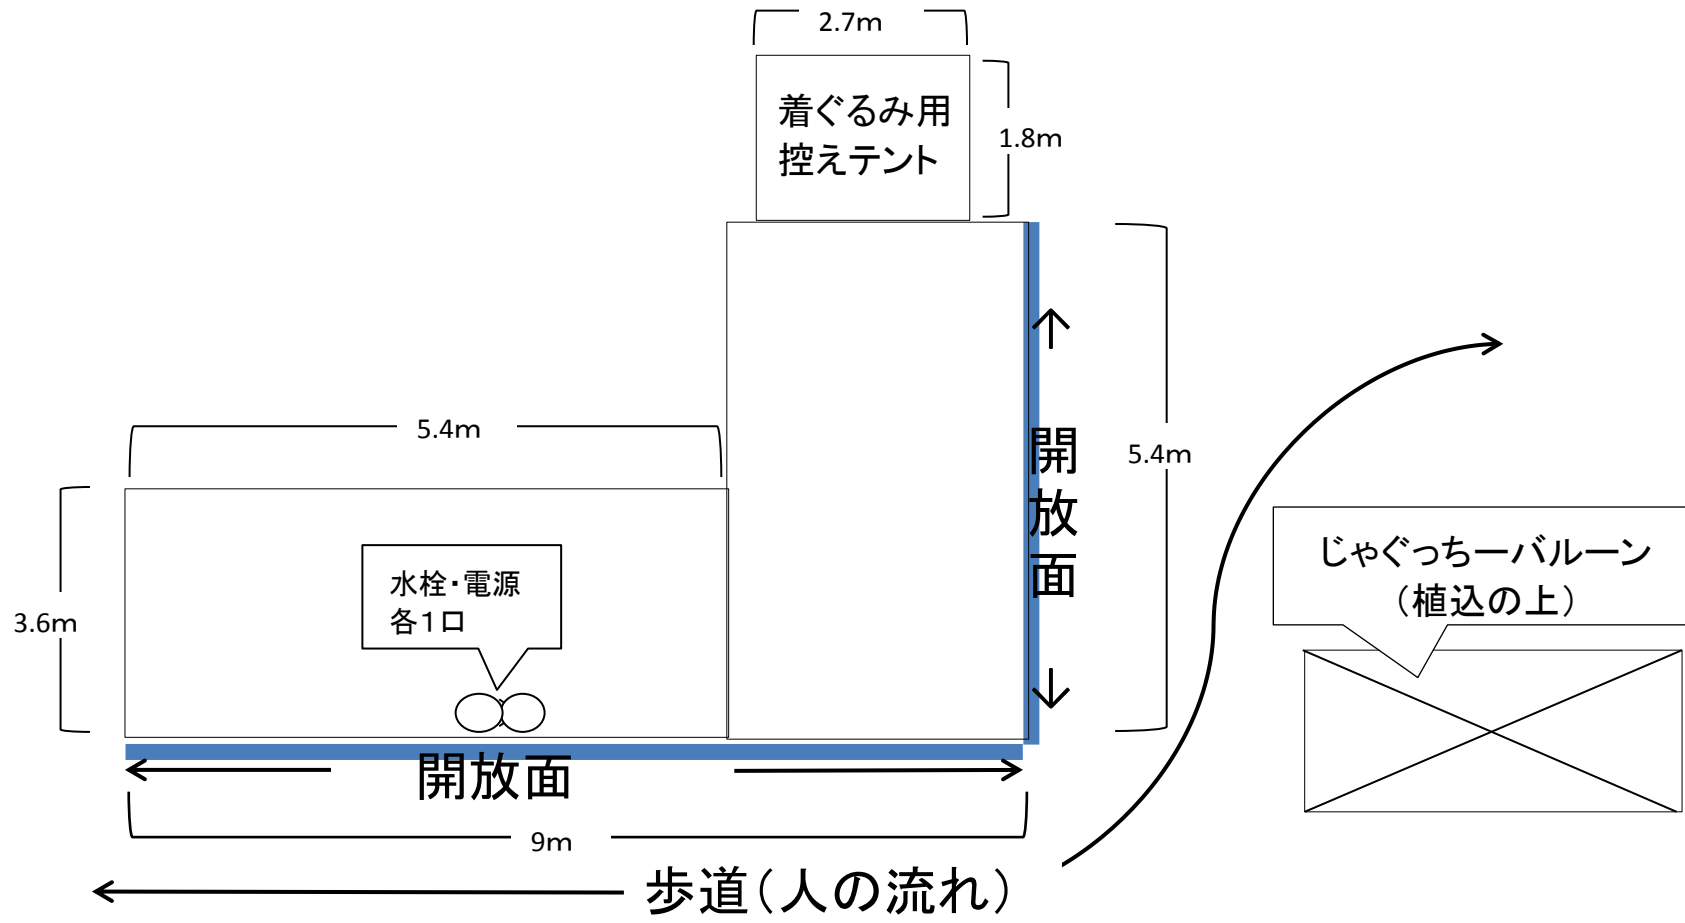 2.7m
着ぐるみ用
控えテント
1.8m
5.4m
5.4m
開放面
3.6m
水栓・電源
各1口
じゃぐっちーバルーン
(植込の上)
開放面
9m
歩道(人の流れ)